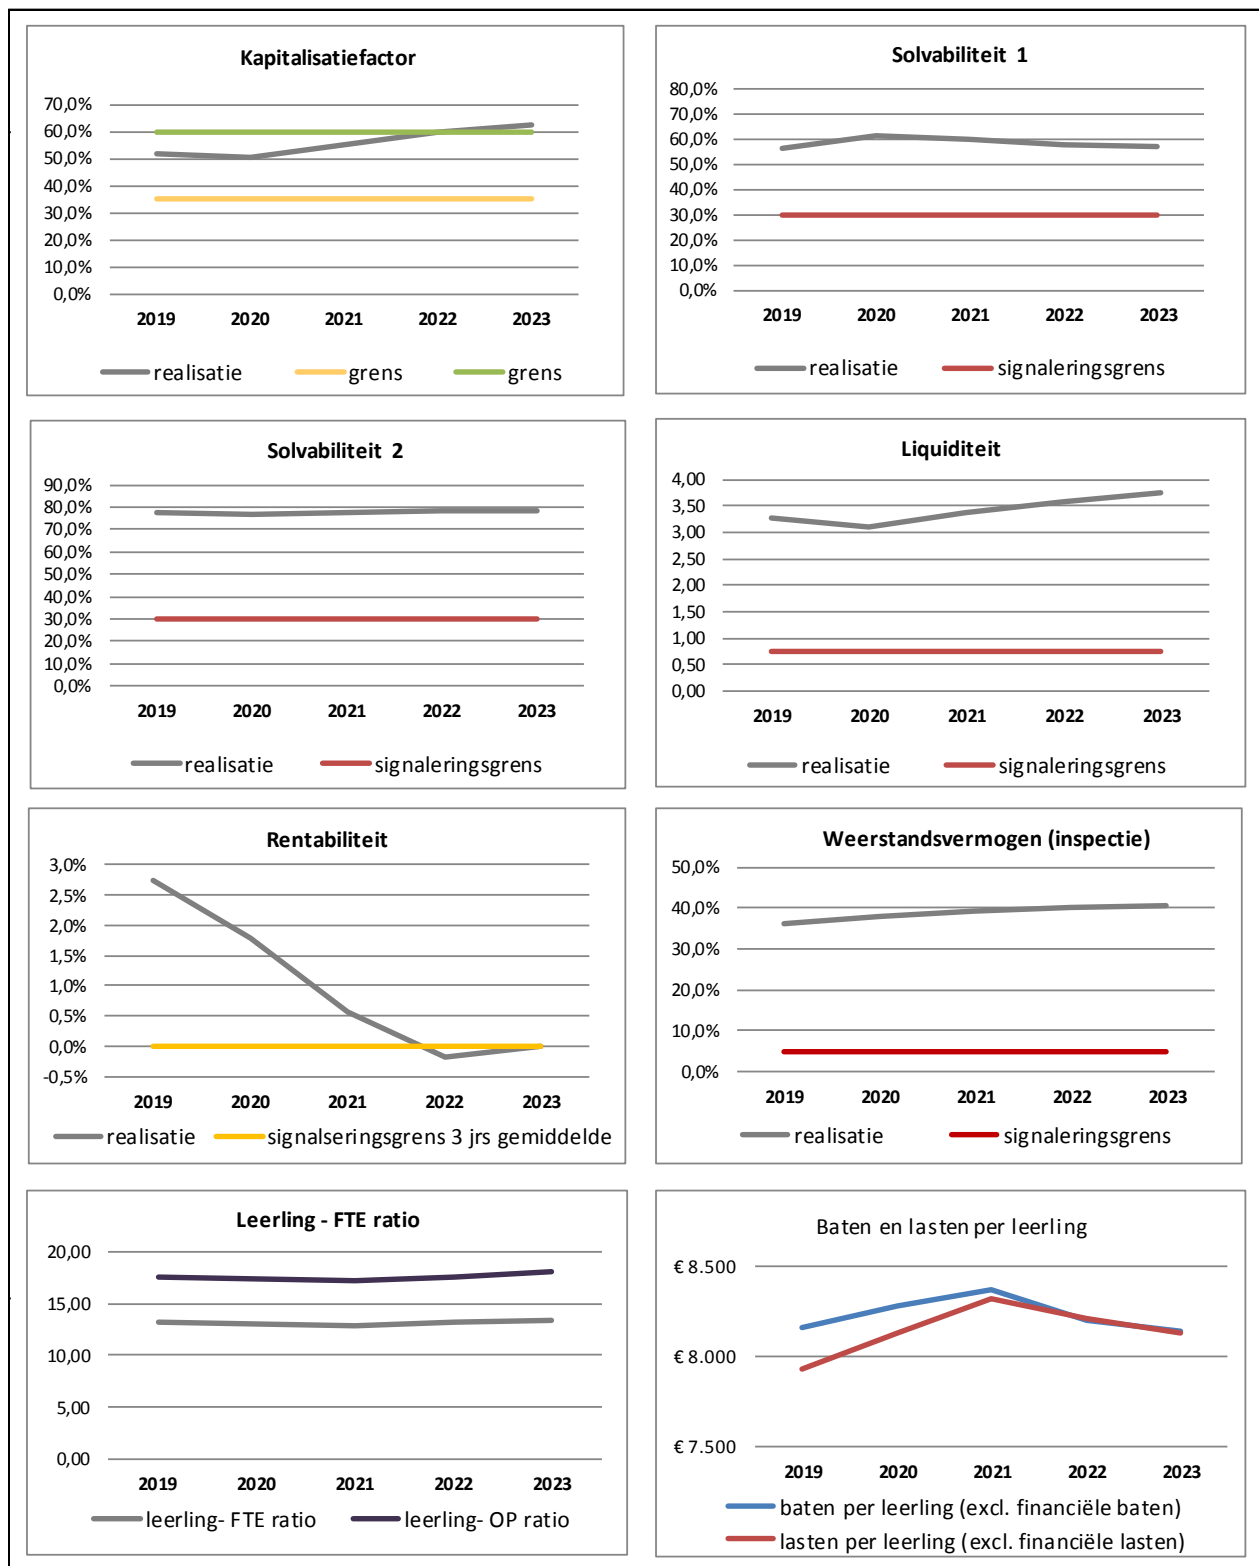 Kapitalisatiefactor
70,0%
60,0%
50,0%
40,0%
30,0%
20,0%
10,0%
0,0%
2019 2020 2021 2022 2023
realisatie grens grens
Solvabiliteit 1
80,0%
70,0%
60,0%
50,0%
40,0%
30,0%
20,0%
10,0%
0,0%
2019 2020 2021 2022 2023
realisatie signaleringsgrens
Solvabiliteit 2
90,0%
80,0%
70,0%
60,0%
50,0%
40,0%
30,0%
20,0%
10,0%
0,0%
2019 2020 2021 2022 2023
realisatie signaleringsgrens
Liquiditeit
4,00
3,50
3,00
2,50
2,00
1,50
1,00
0,50
0,00
2019 2020 2021 2022 2023
realisatie signaleringsgrens
Rentabiliteit
3,0%
2,5%
2,0%
1,5%
1,0%
0,5%
0,0%
-0,5%
2019 2020 2021 2022 2023
realisatie signalseringsgrens 3 jrs gemiddelde
Weerstandsvermogen (inspectie)
50,0%
40,0%
30,0%
20,0%
10,0%
0,0%
2019 2020 2021 2022 2023
realisatie signaleringsgrens
Leerling - FTE ratio
20,00
15,00
10,00
5,00
0,00
2019 2020 2021 2022 2023
leerling- FTE ratio leerling- OP ratio
Baten en lasten per leerling
€ 8.500
€ 8.000
€ 7.500
2019 2020 2021 2022 2023
baten per leerling (excl. financiële baten)
lasten per leerling (excl. financiële lasten)